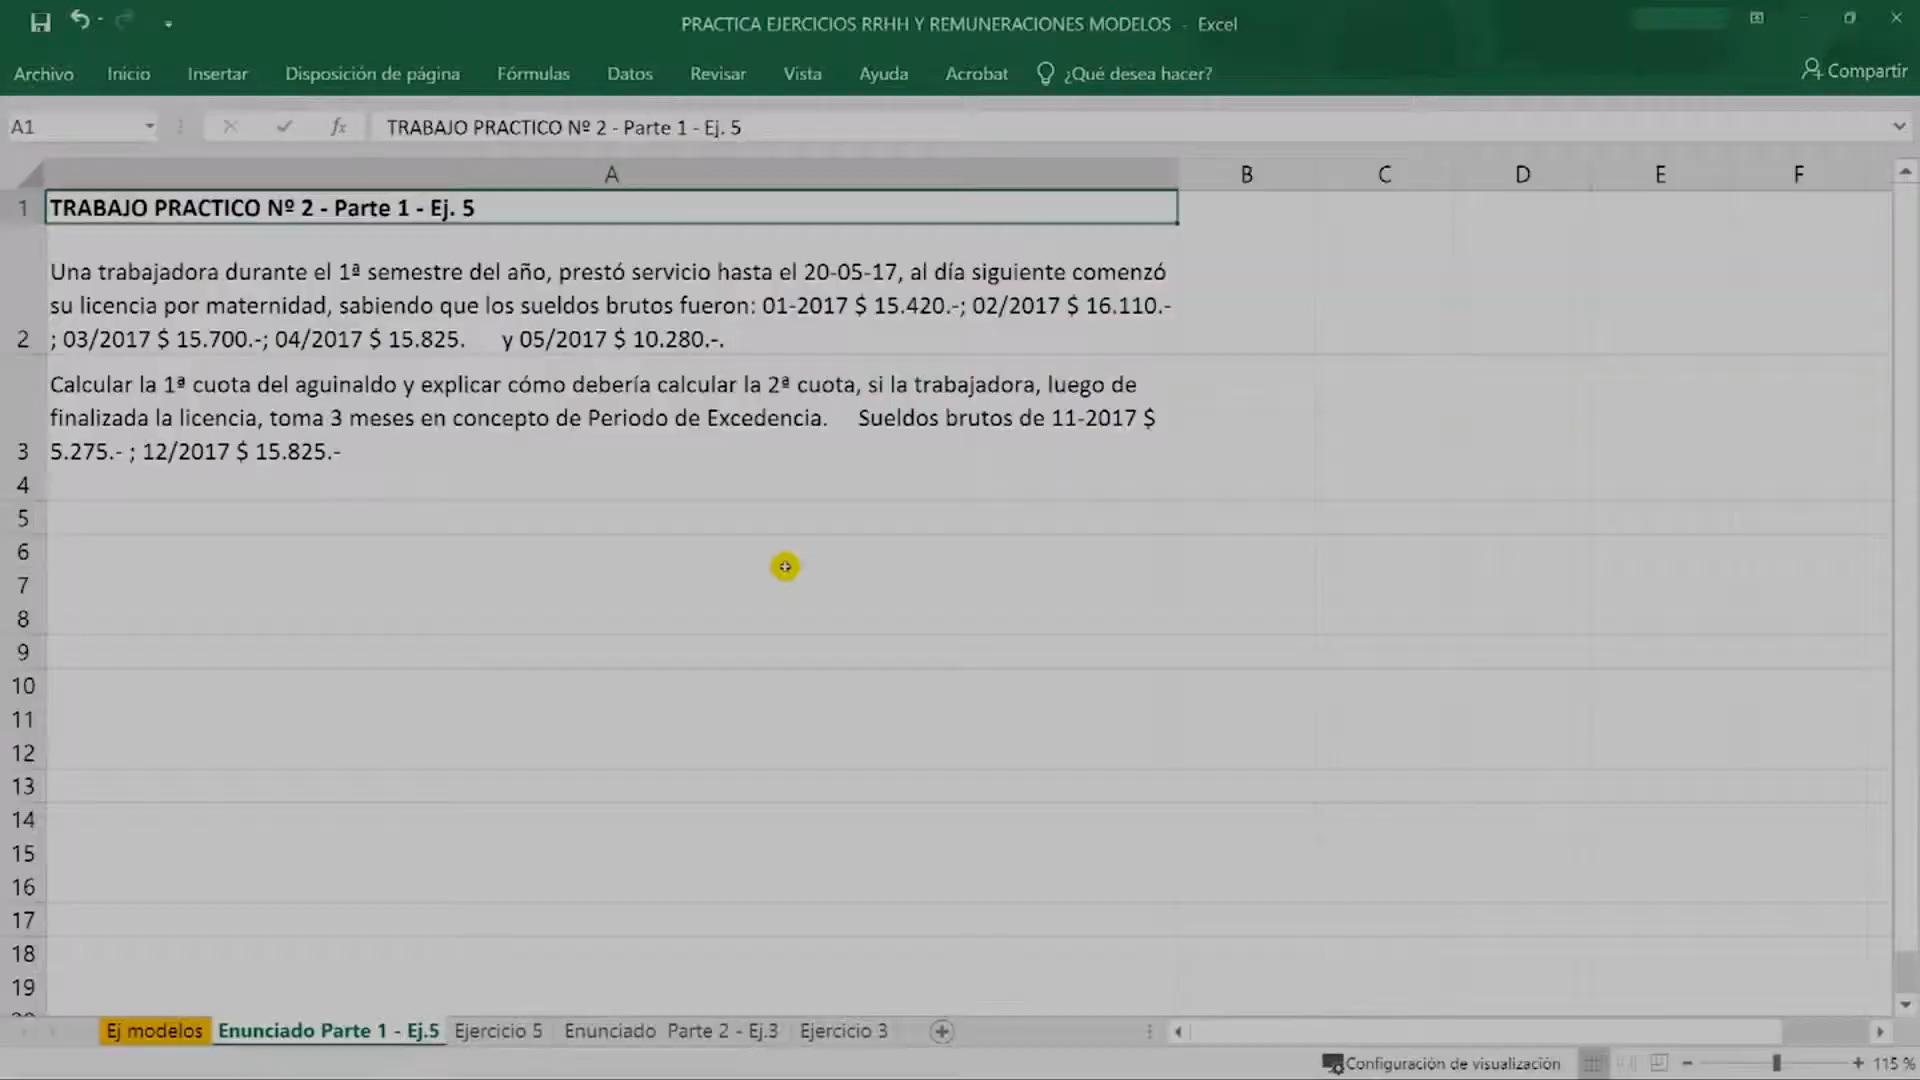 PRACTICA EJERCICIOS RRHH Y REMUNERACIONES MODELOS - Excel
Archivo Inicio Insertar Disposición de página Fórmulas Datos Revisar Vista Ayuda Acrobat ¿Qué desea hacer? Compartir
A1 fx TRABAJO PRACTICO Nº 2 - Parte 1 - Ej. 5
A B C D E F
1 TRABAJO PRACTICO Nº 2 - Parte 1 - Ej. 5
Una trabajadora durante el 1ª semestre del año, prestó servicio hasta el 20-05-17, al día siguiente comenzó
su licencia por maternidad, sabiendo que los sueldos brutos fueron: 01-2017 $ 15.420.-; 02/2017 $ 16.110.-
2 ; 03/2017 $ 15.700.-; 04/2017 $ 15.825. y 05/2017 $ 10.280.-.
Calcular la 1ª cuota del aguinaldo y explicar cómo debería calcular la 2ª cuota, si la trabajadora, luego de
finalizada la licencia, toma 3 meses en concepto de Periodo de Excedencia. Sueldos brutos de 11-2017 $
3 5.275.- ; 12/2017 $ 15.825.-
4
5
6
7
8
9
10
11
12
13
14
15
16
17
18
19
Ej modelos Enunciado Parte 1 - Ej.5 Ejercicio 5 Enunciado Parte 2 - Ej.3 Ejercicio 3
Configuración de visualización 115 %